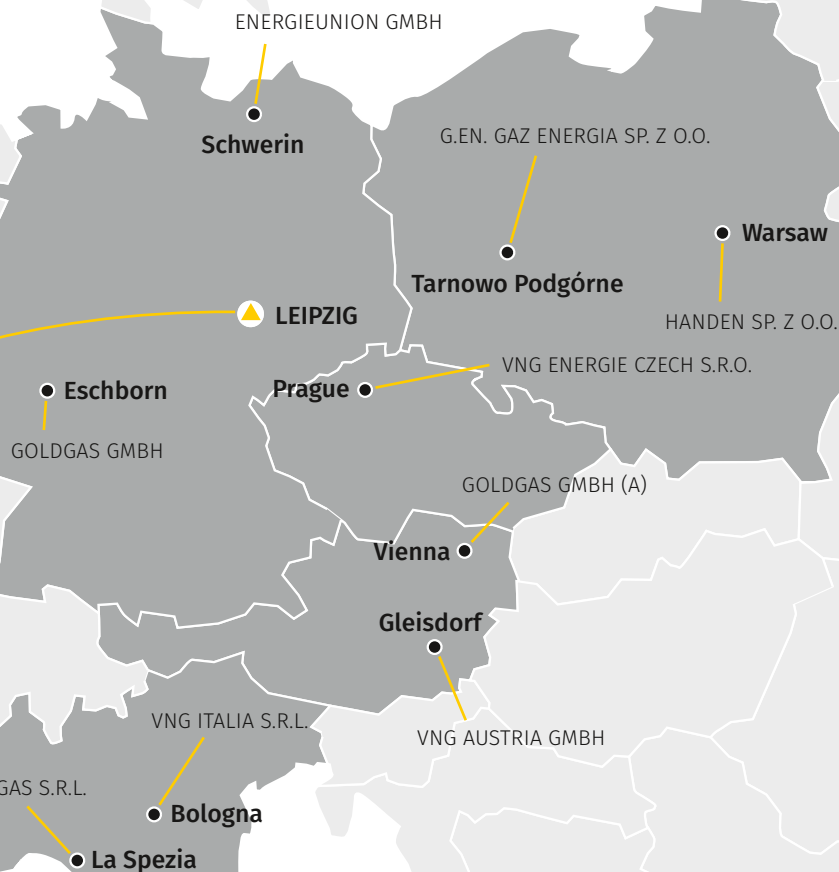 ENERGIEUNION GMBH
Schwerin
G.EN. GAZ ENERGIA SP. Z O.O.
Warsaw
Tarnowo Podgórne
LEIPZIG
HANDEN SP. Z O.O.
VNG ENERGIE CZECH S.R.O.
Prague
Eschborn
GOLDGAS GMBH
GOLDGAS GMBH (A)
Vienna
Gleisdorf
VNG ITALIA S.R.L.
VNG AUSTRIA GMBH
GAS S.R.L.
Bologna
La Spezia